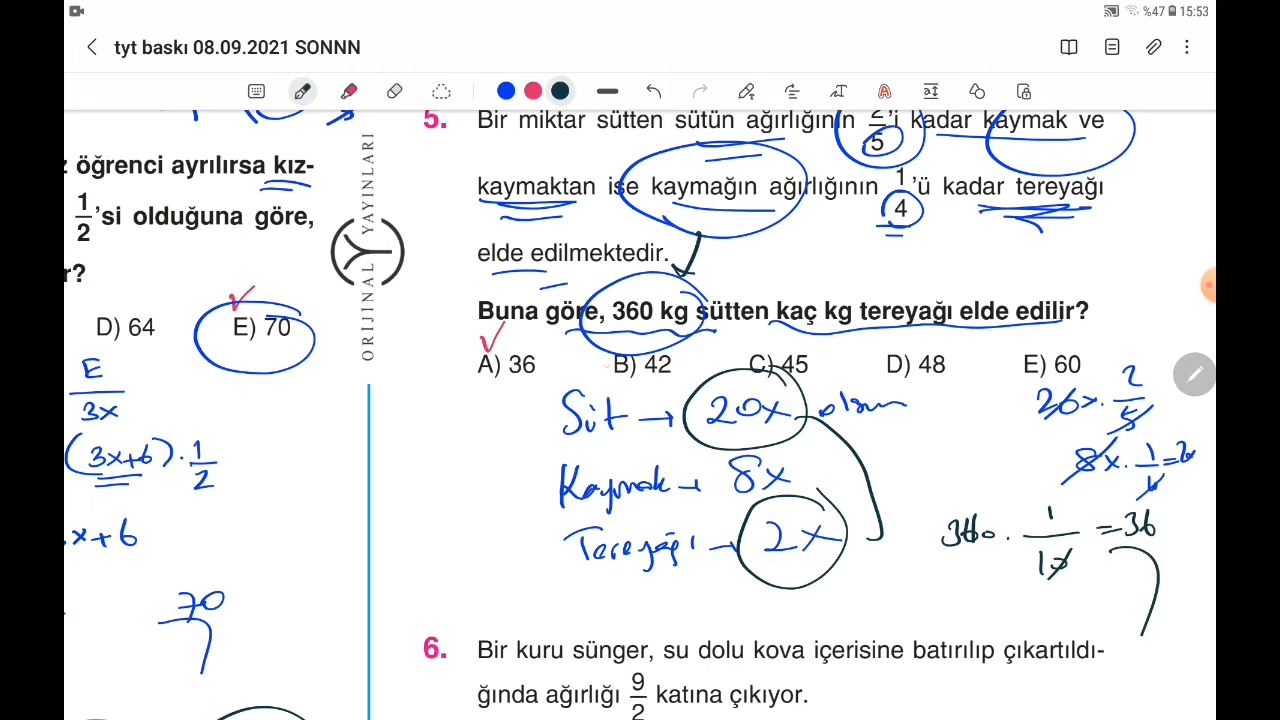 %47 15:53
tyt baskı 08.09.2021 SONNN
z öğrenci ayrılırsa kız-
1/2 'si olduğuna göre,
r?
D) 64 E) 70
E
3x
(3x+6) · 1/2
x+6
70
ORİJİNAL YAYINLARI
5. Bir miktar sütten sütün ağırlığının 2/5 'i kadar kaymak ve
kaymaktan ise kaymağın ağırlığının 1/4 'ü kadar tereyağı
elde edilmektedir.
Buna göre, 360 kg sütten kaç kg tereyağı elde edilir?
A) 36 B) 42 C) 45 D) 48 E) 60
Süt → 20x olsun
Kaymak → 8x
Tereyağı → 2x
20x · 2/5
8x · 1/4 = 2x
360 · 1/10 = 36
6. Bir kuru sünger, su dolu kova içerisine batırılıp çıkartıldı-
ğında ağırlığı 9/2 katına çıkıyor.